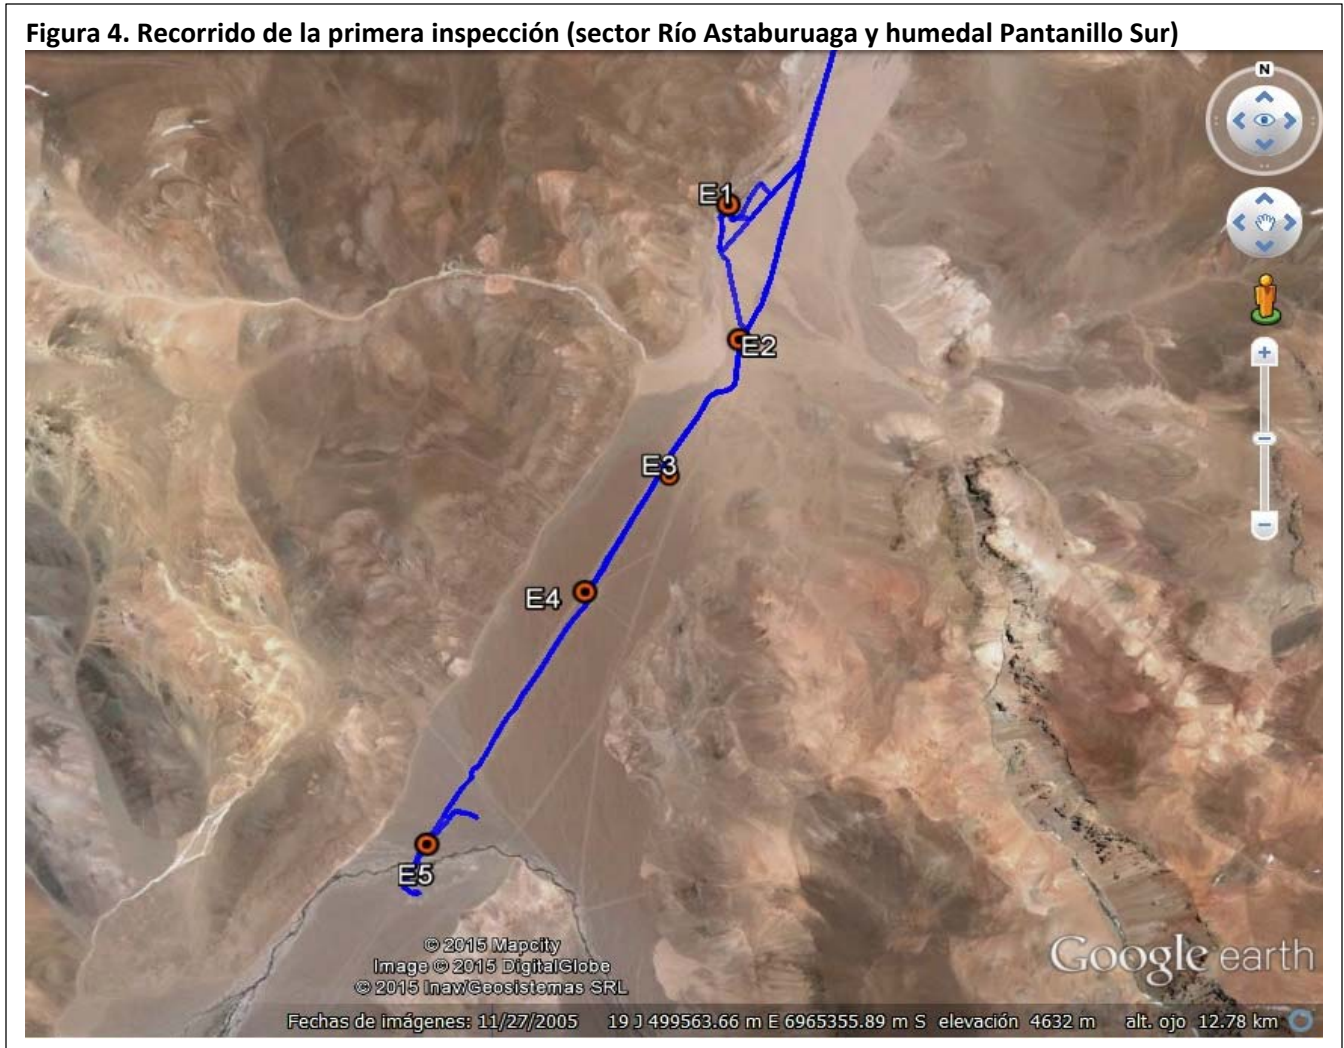 Figura 4. Recorrido de la primera inspección (sector Río Astaburuaga y humedal Pantanillo Sur)
N
E1
E2
E3
E4
E5
© 2015 Mapcity
Image © 2015 DigitalGlobe
© 2015 Inav/Geosistemas SRL
Google earth
Fechas de imágenes: 11/27/2005 19 J 499563.66 m E 6965355.89 m S elevación 4632 m alt. ojo 12.78 km